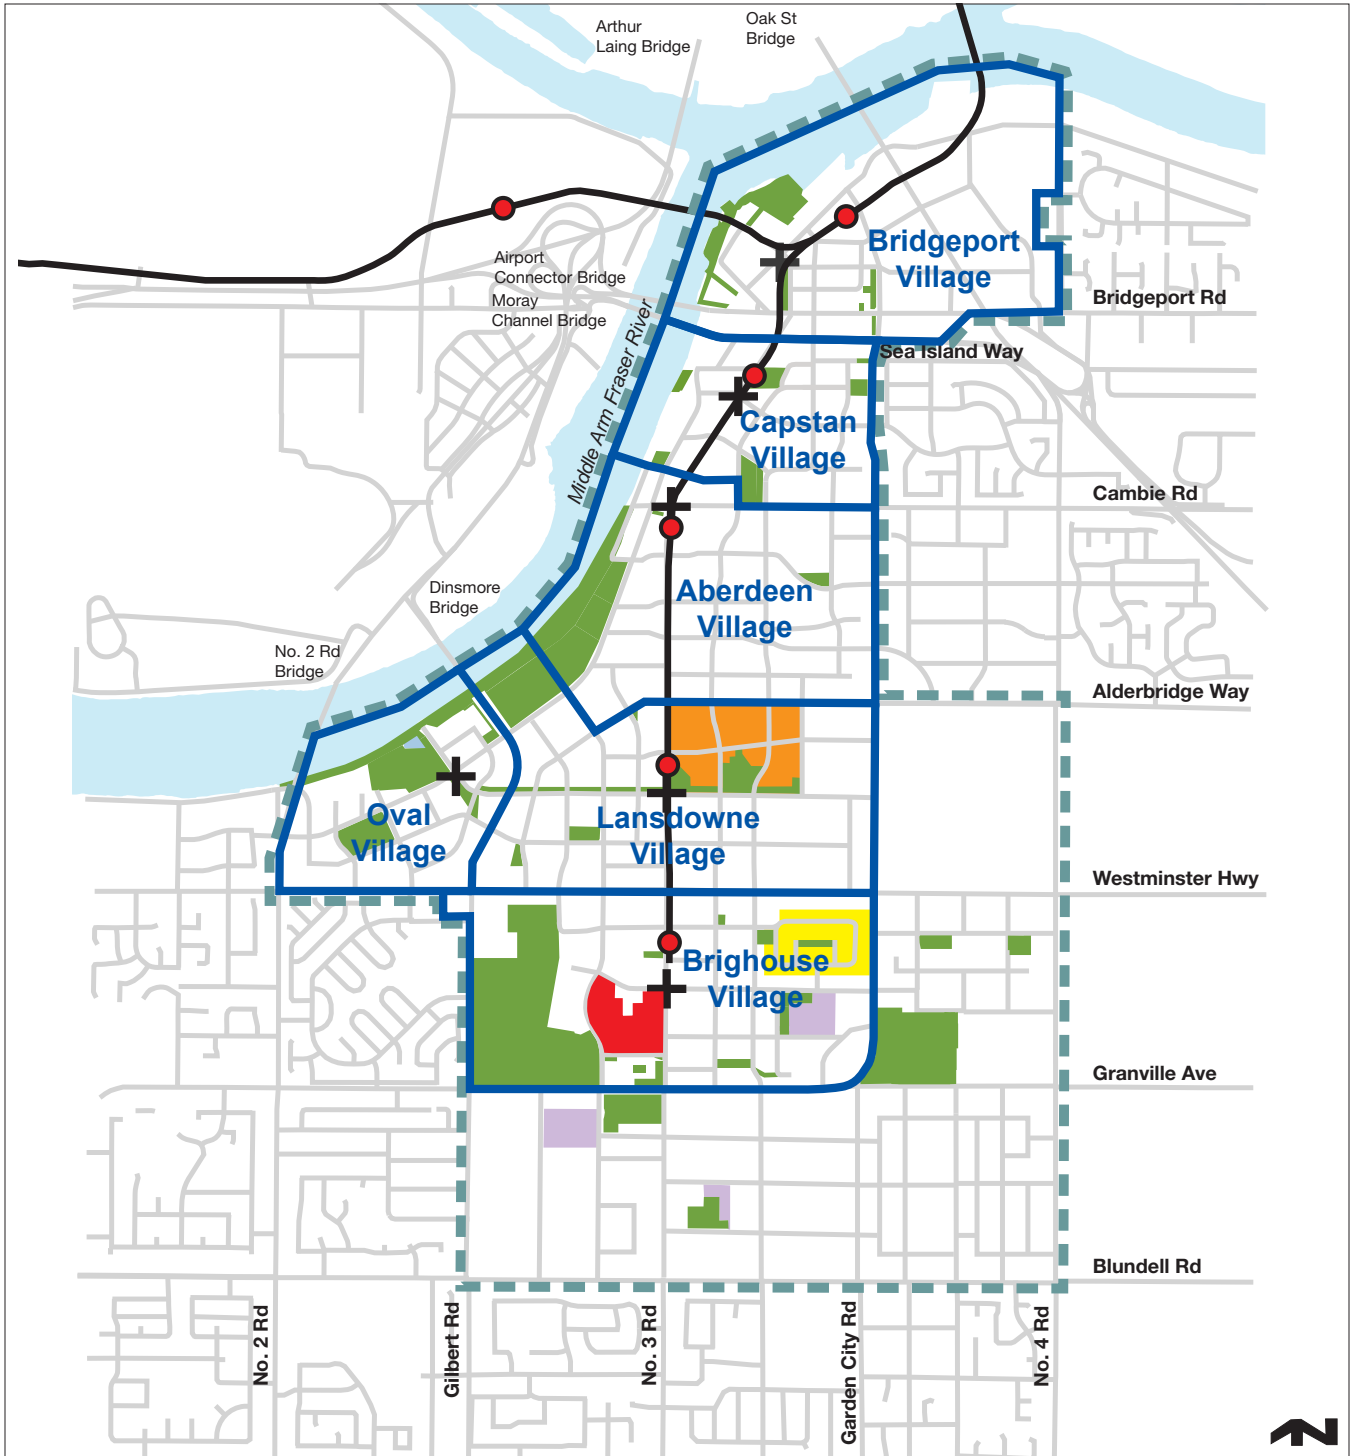 Arthur
Laing Bridge
Oak St
Bridge
Bridgeport
Village
Airport
Connector Bridge
Moray
Channel Bridge
Bridgeport Rd
Middle Arm Fraser River
Sea Island Way
Capstan
Village
Cambie Rd
Dinsmore
Bridge
Aberdeen
Village
No. 2 Rd
Bridge
Alderbridge Way
Oval
Village
Lansdowne
Village
Westminster Hwy
Brighouse
Village
Granville Ave
Blundell Rd
No. 2 Rd
Gilbert Rd
No. 3 Rd
Garden City Rd
No. 4 Rd
N